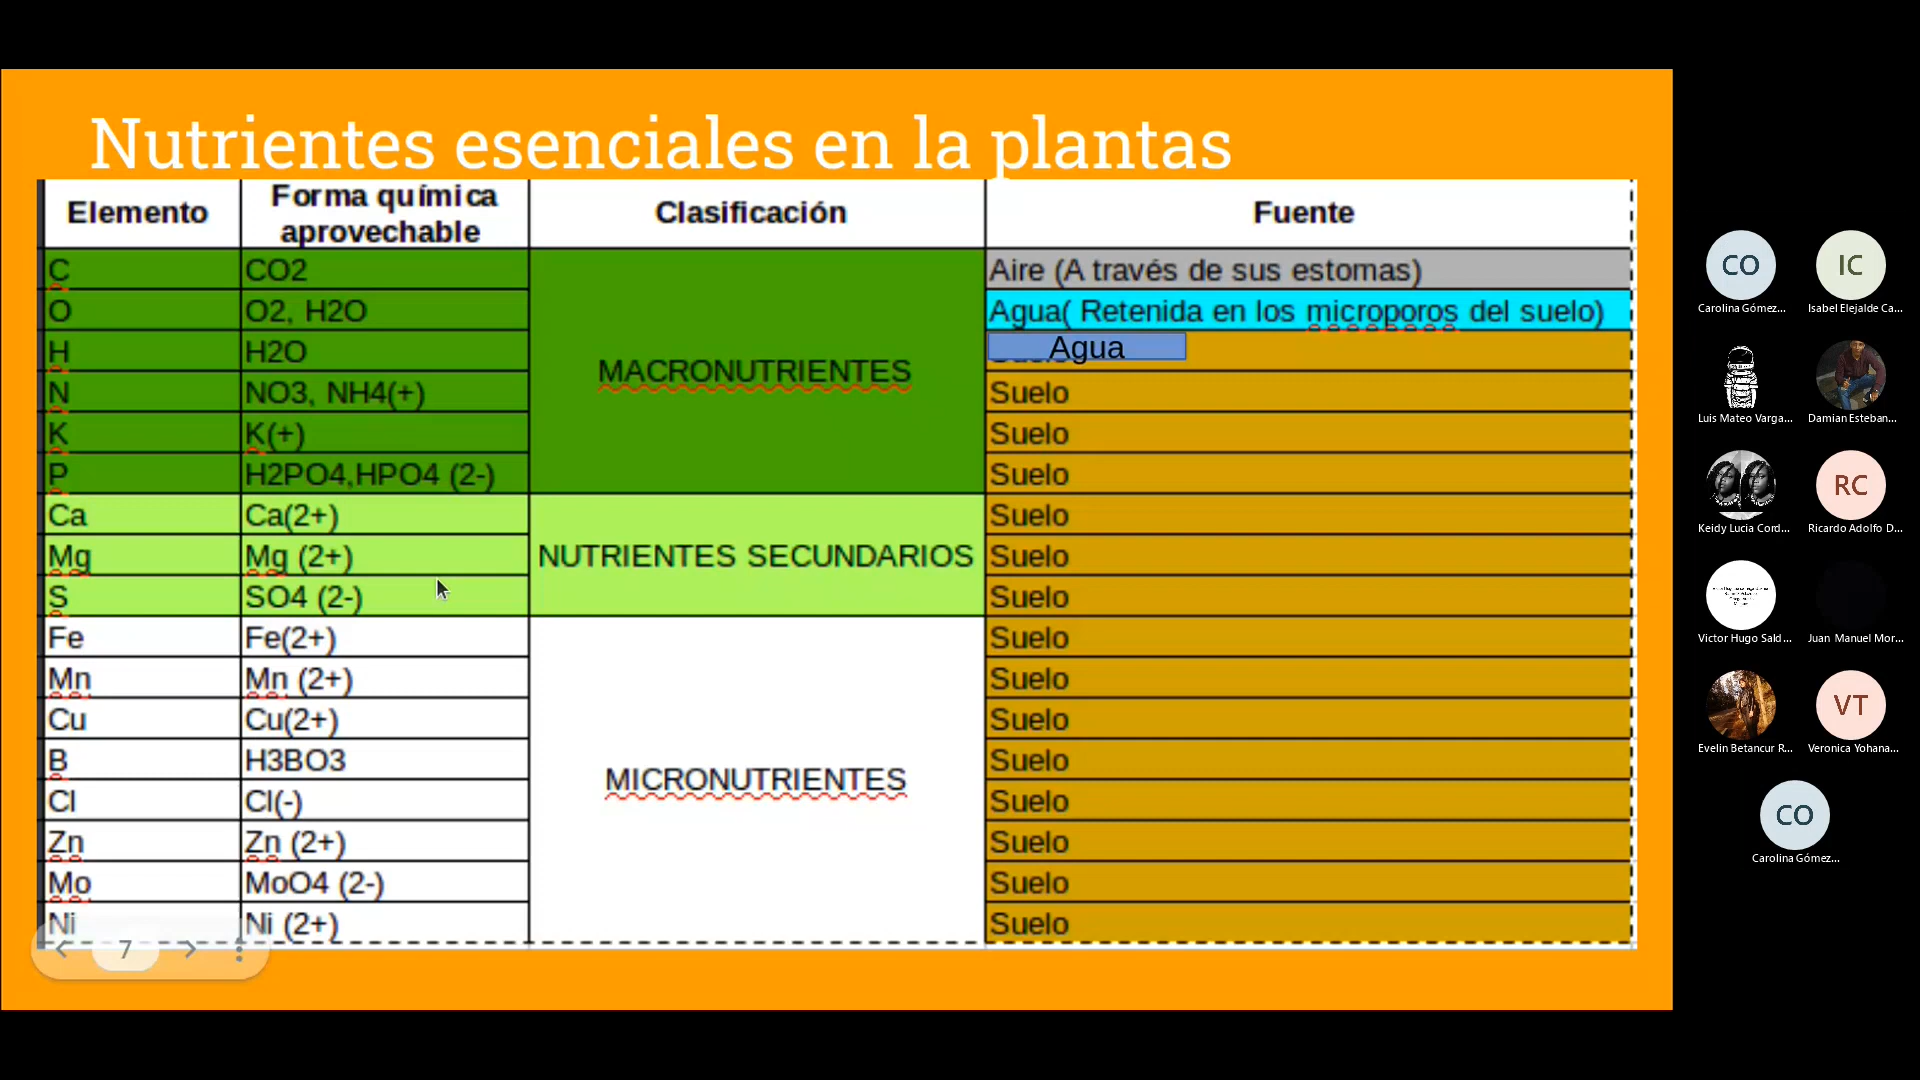 Nutrientes esenciales en la plantas
Elemento
Forma química
aprovechable
Clasificación
Fuente
C
CO2
Aire (A través de sus estomas)
O
O2, H2O
Agua( Retenida en los microporos del suelo)
H
H2O
Agua
N
NO3, NH4(+)
MACRONUTRIENTES
Suelo
K
K(+)
Suelo
P
H2PO4,HPO4 (2-)
Suelo
Ca
Ca(2+)
Suelo
Mg
Mg (2+)
NUTRIENTES SECUNDARIOS
Suelo
S
SO4 (2-)
Suelo
Fe
Fe(2+)
Suelo
Mn
Mn (2+)
Suelo
Cu
Cu(2+)
Suelo
B
H3BO3
MICRONUTRIENTES
Suelo
Cl
Cl(-)
Suelo
Zn
Zn (2+)
Suelo
Mo
MoO4 (2-)
Suelo
Ni
Ni (2+)
Suelo
7
CO
IC
Carolina Gómez...
Isabel Elejalde Ca...
Luis Mateo Varga...
Damian Esteban...
RC
Keidy Lucia Cord...
Ricardo Adolfo D...
Victor Hugo Sald...
Juan Manuel Mor...
VT
Evelin Betancur R...
Veronica Yohana...
CO
Carolina Gómez...